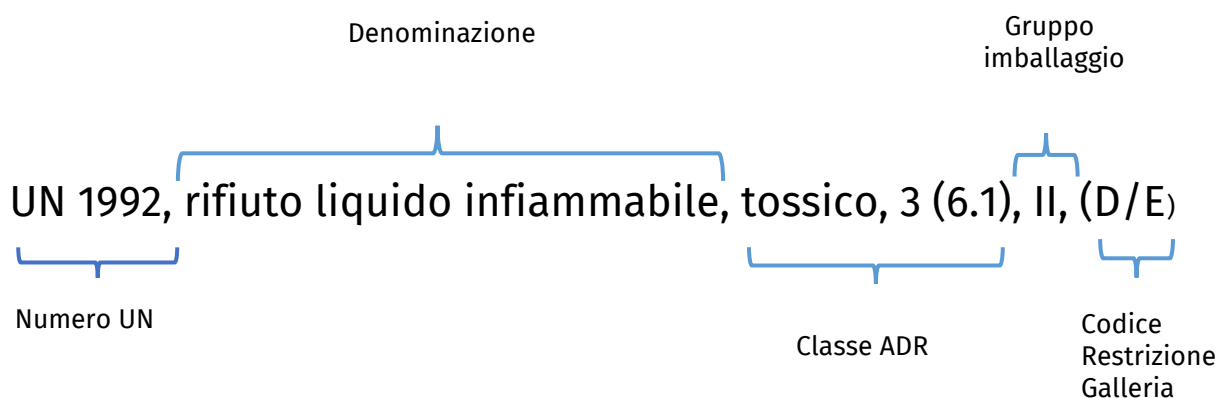 Denominazione
Gruppo
imballaggio
UN 1992, rifiuto liquido infiammabile, tossico, 3 (6.1), II, (D/E)
Numero UN
Classe ADR
Codice
Restrizione
Galleria